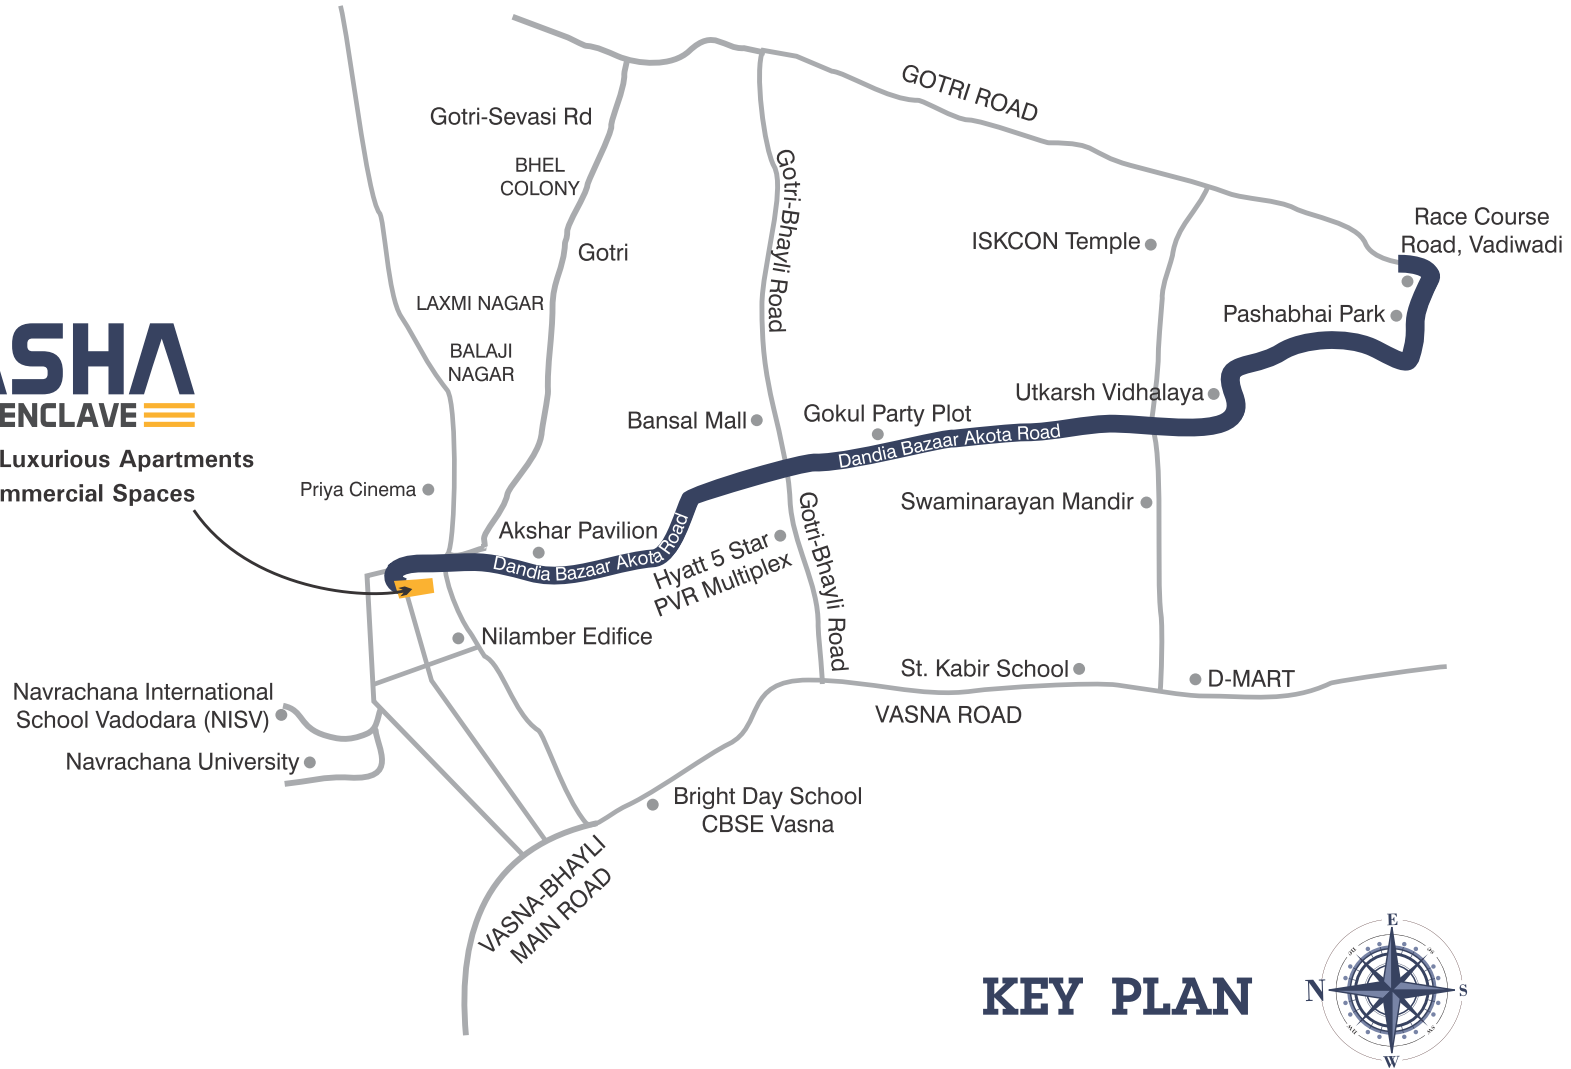 GOTRI ROAD
Gotri-Sevasi Rd
BHEL
COLONY
Gotri-Bhayli Road
Gotri
ISKCON Temple
Race Course
Road, Vadiwadi
LAXMI NAGAR
Pashabhai Park
BALAJI
NAGAR
ASHA
ENCLAVE
Luxurious Apartments
mmercial Spaces
Utkarsh Vidhalaya
Bansal Mall
Gokul Party Plot
Dandia Bazaar Akota Road
Priya Cinema
Swaminarayan Mandir
Akshar Pavilion
Dandia Bazaar Akota Road
Hyatt 5 Star
PVR Multiplex
Gotri-Bhayli Road
Nilamber Edifice
St. Kabir School
D-MART
Navrachana International
School Vadodara (NISV)
VASNA ROAD
Navrachana University
Bright Day School
CBSE Vasna
VASNA-BHAYLI
MAIN ROAD
KEY PLAN
E
N
S
W